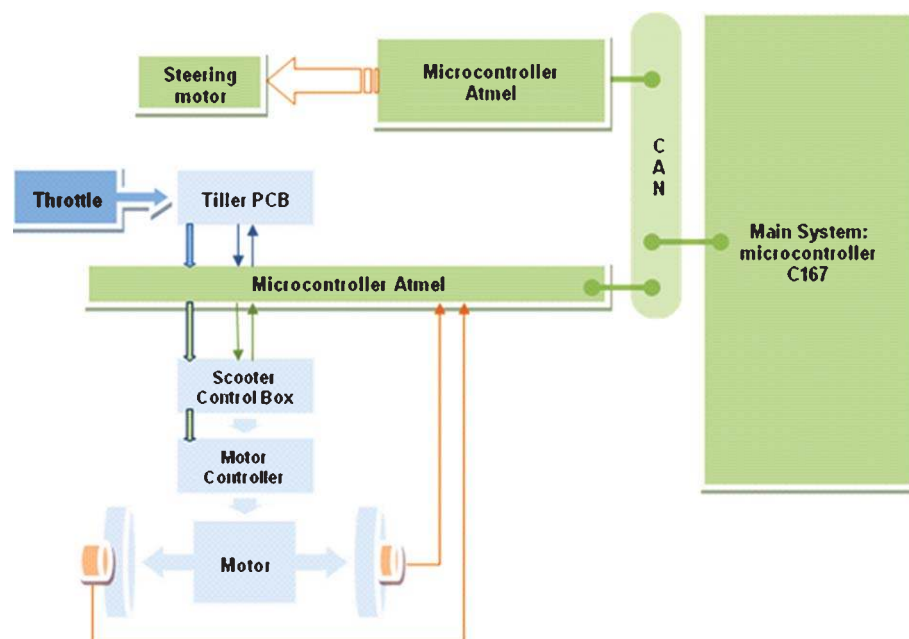 Steering
motor
Microcontroller
Atmel
C
A
N
Throttle
Tiller PCB
Main System:
microcontroller
C167
Microcontroller Atmel
Scooter
Control Box
Motor
Controller
Motor